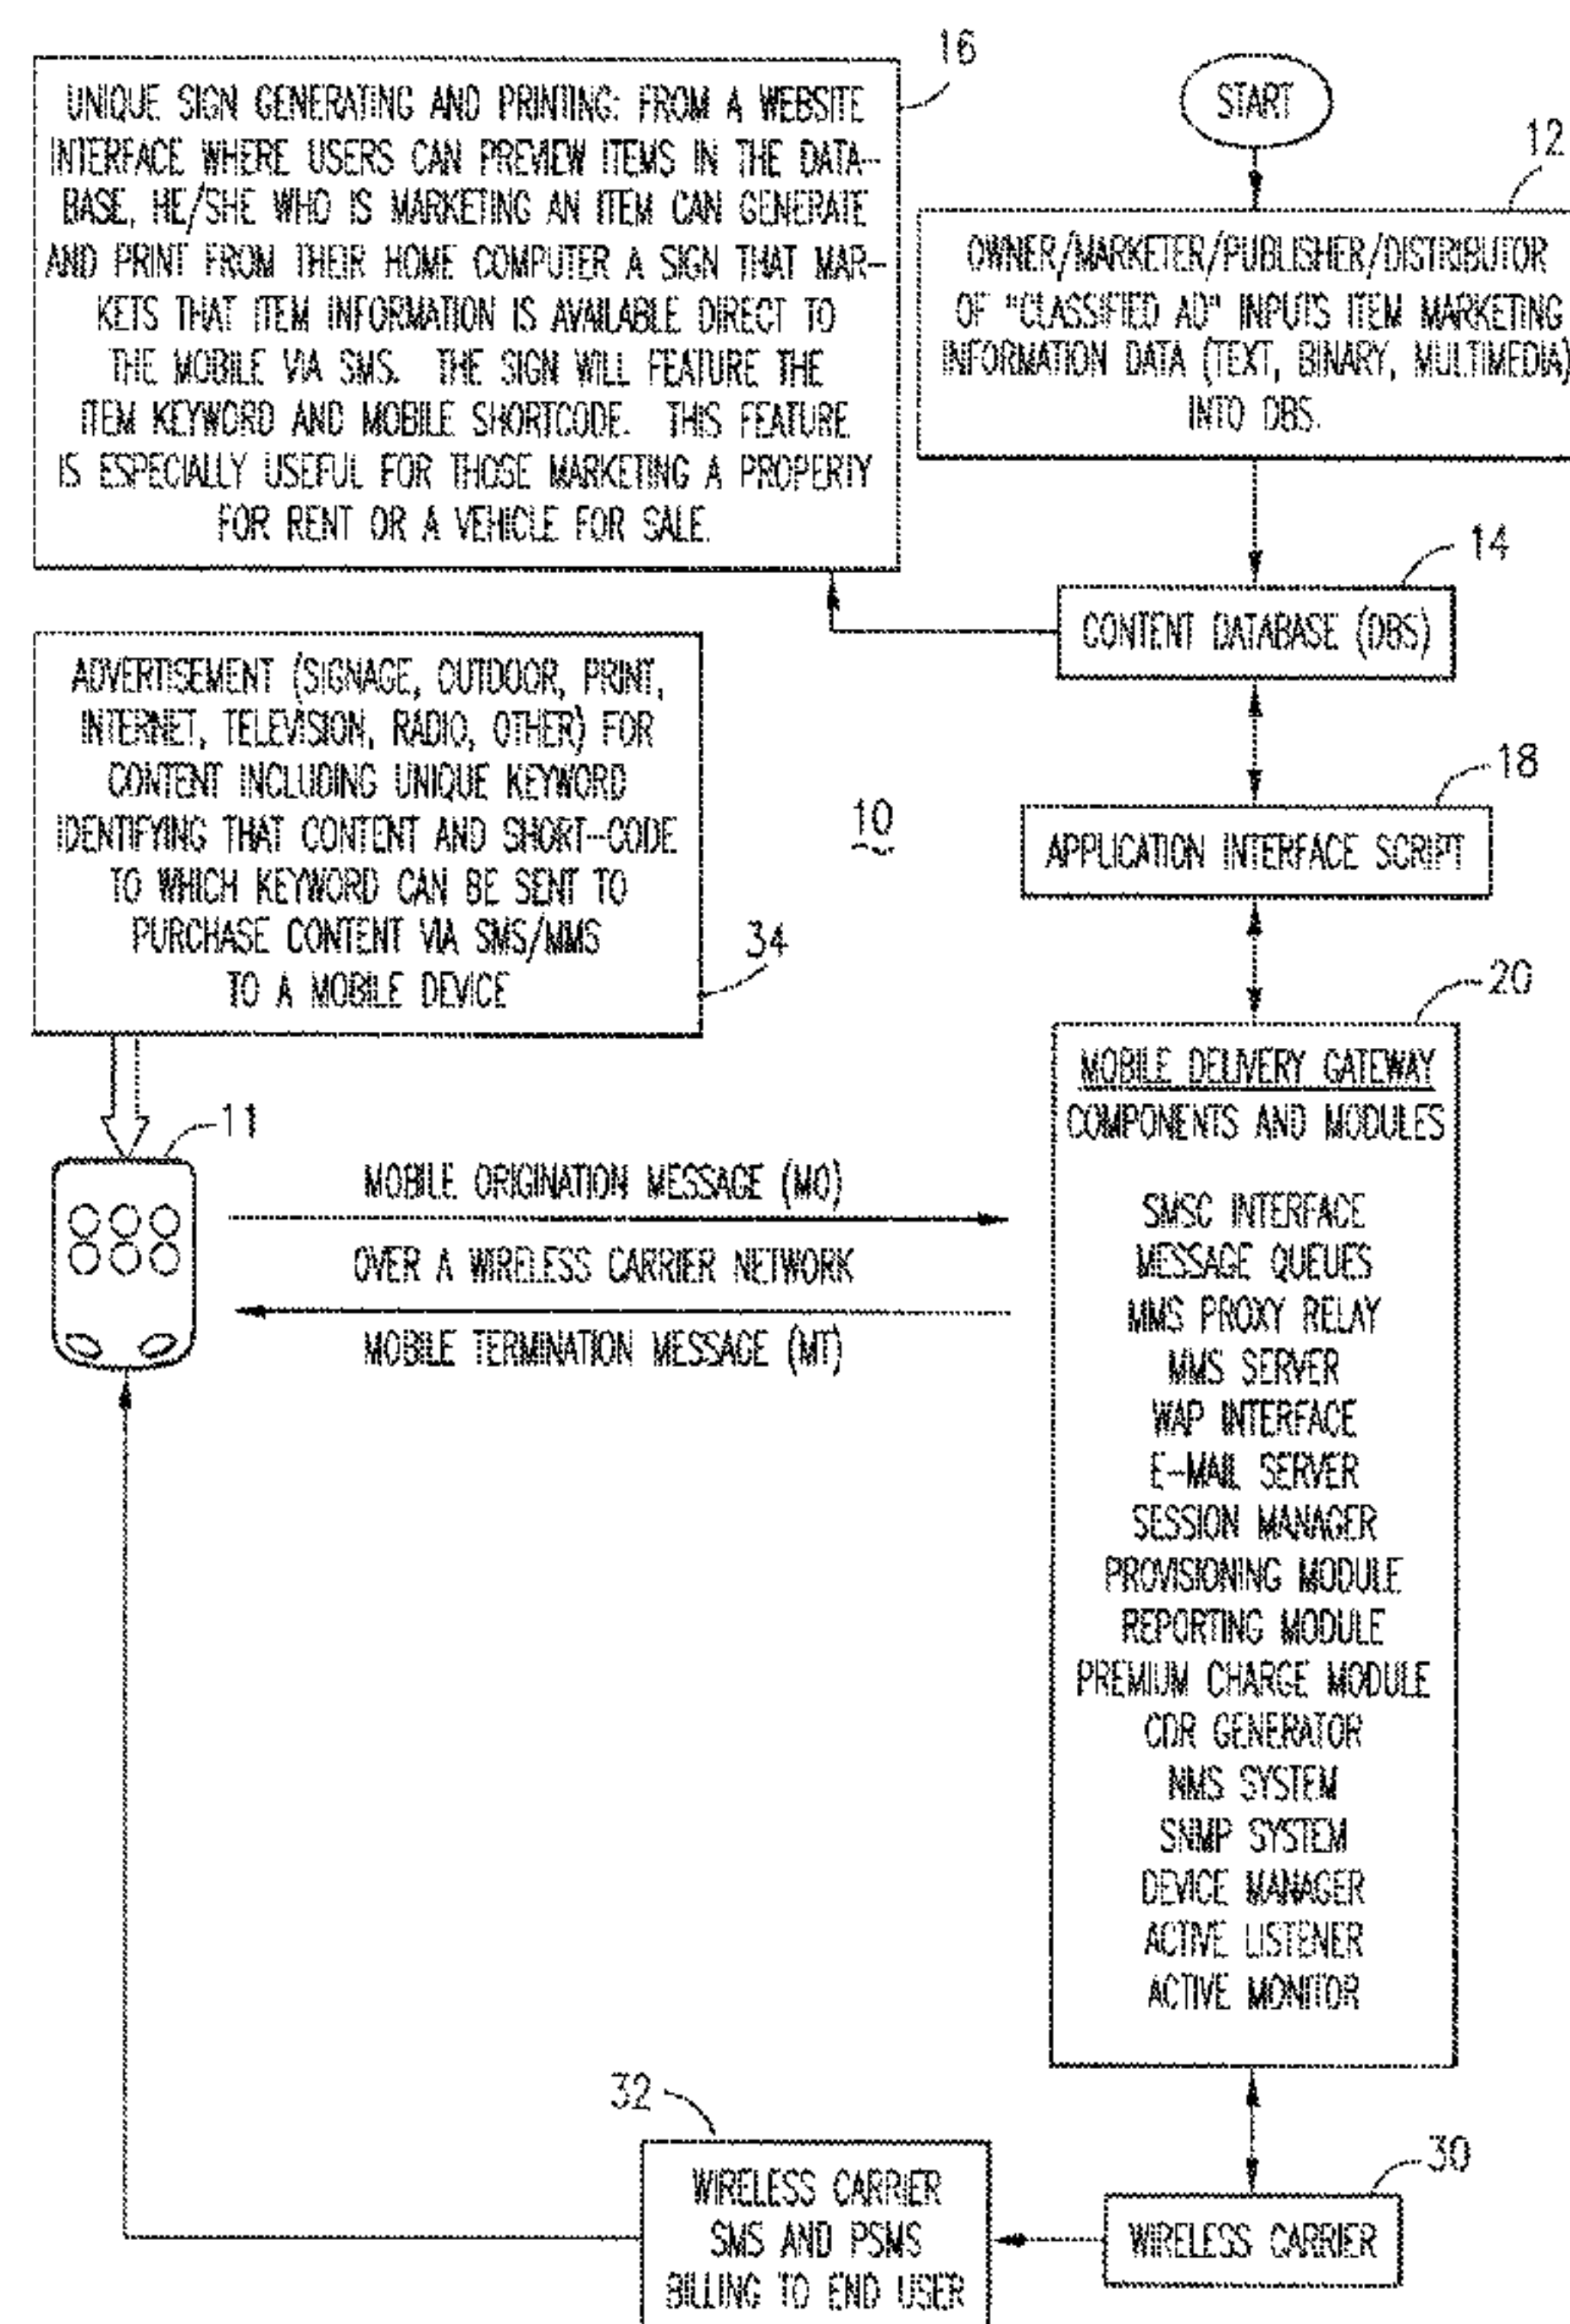 16
UNIQUE SIGN GENERATING AND PRINTING: FROM A WEBSITE
INTERFACE WHERE USERS CAN PREVIEW ITEMS IN THE DATA-
BASE, HE/SHE WHO IS MARKETING AN ITEM CAN GENERATE
AND PRINT FROM THEIR HOME COMPUTER A SIGN THAT MAR-
KETS THAT ITEM INFORMATION IS AVAILABLE DIRECT TO
THE MOBILE VIA SMS. THE SIGN WILL FEATURE THE
ITEM KEYWORD AND MOBILE SHORTCODE. THIS FEATURE
IS ESPECIALLY USEFUL FOR THOSE MARKETING A PROPERTY
FOR RENT OR A VEHICLE FOR SALE.
START
12
OWNER/MARKETER/PUBLISHER/DISTRIBUTOR
OF "CLASSIFIED AD" INPUTS ITEM MARKETING
INFORMATION DATA (TEXT, BINARY, MULTIMEDIA)
INTO DBS.
14
CONTENT DATABASE (DBS)
18
APPLICATION INTERFACE SCRIPT
10
ADVERTISEMENT (SIGNAGE, OUTDOOR, PRINT,
INTERNET, TELEVISION, RADIO, OTHER) FOR
CONTENT INCLUDING UNIQUE KEYWORD
IDENTIFYING THAT CONTENT AND SHORT-CODE
TO WHICH KEYWORD CAN BE SENT TO
PURCHASE CONTENT VIA SMS/MMS
TO A MOBILE DEVICE
34
11
MOBILE ORIGINATION MESSAGE (MO)
OVER A WIRELESS CARRIER NETWORK
MOBILE TERMINATION MESSAGE (MT)
20
MOBILE DELIVERY GATEWAY
COMPONENTS AND MODULES
SMSC INTERFACE
MESSAGE QUEUES
MMS PROXY RELAY
MMS SERVER
WAP INTERFACE
E-MAIL SERVER
SESSION MANAGER
PROVISIONING MODULE
REPORTING MODULE
PREMIUM CHARGE MODULE
CDR GENERATOR
NMS SYSTEM
SNMP SYSTEM
DEVICE MANAGER
ACTIVE LISTENER
ACTIVE MONITOR
32
WIRELESS CARRIER
SMS AND PSMS
BILLING TO END USER
30
WIRELESS CARRIER